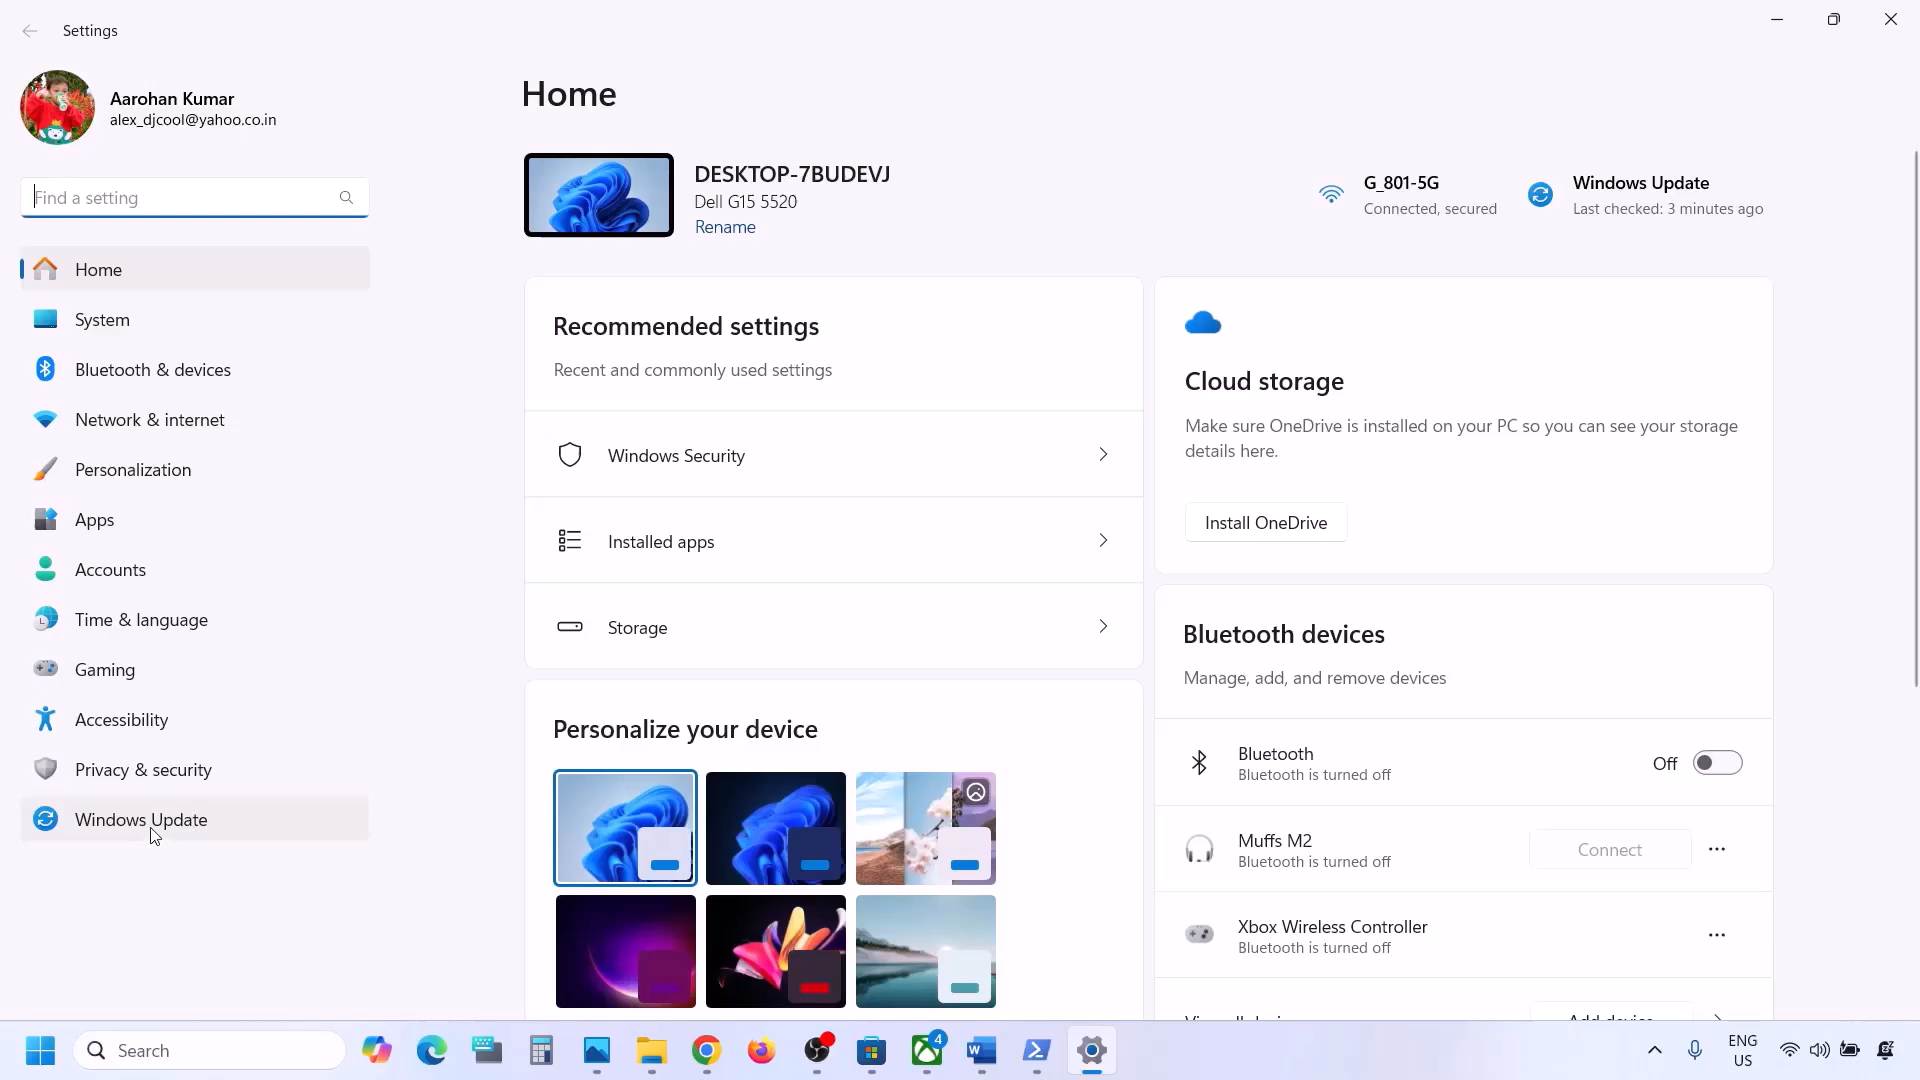 Settings
Aarohan Kumar
alex_djcool@yahoo.co.in
Find a setting
Home
System
Bluetooth & devices
Network & internet
Personalization
Apps
Accounts
Time & language
Gaming
Accessibility
Privacy & security
Windows Update
Home
DESKTOP-7BUDEVJ
Dell G15 5520
Rename
G_801-5G
Connected, secured
Windows Update
Last checked: 3 minutes ago
Recommended settings
Recent and commonly used settings
Windows Security
Installed apps
Storage
Personalize your device
Cloud storage
Make sure OneDrive is installed on your PC so you can see your storage
details here.
Install OneDrive
Bluetooth devices
Manage, add, and remove devices
Bluetooth
Bluetooth is turned off
Off
Muffs M2
Bluetooth is turned off
Connect
Xbox Wireless Controller
Bluetooth is turned off
Add device
Search
4
ENG
US